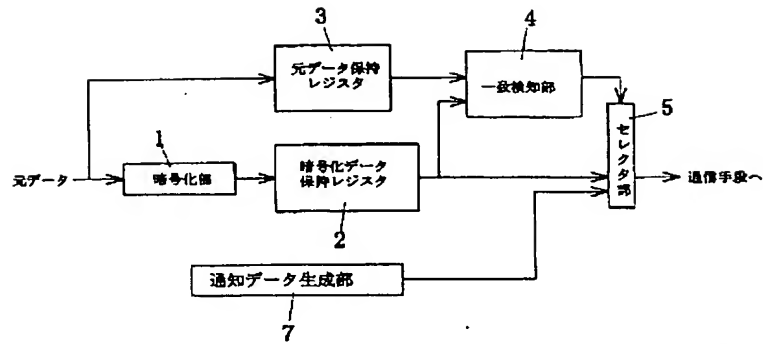 3
元データ保持
レジスタ
4
一致検知部
5
セレクタ部
元データ
1
暗号化部
暗号化データ
保持レジスタ
2
通信手段へ
通知データ生成部
7